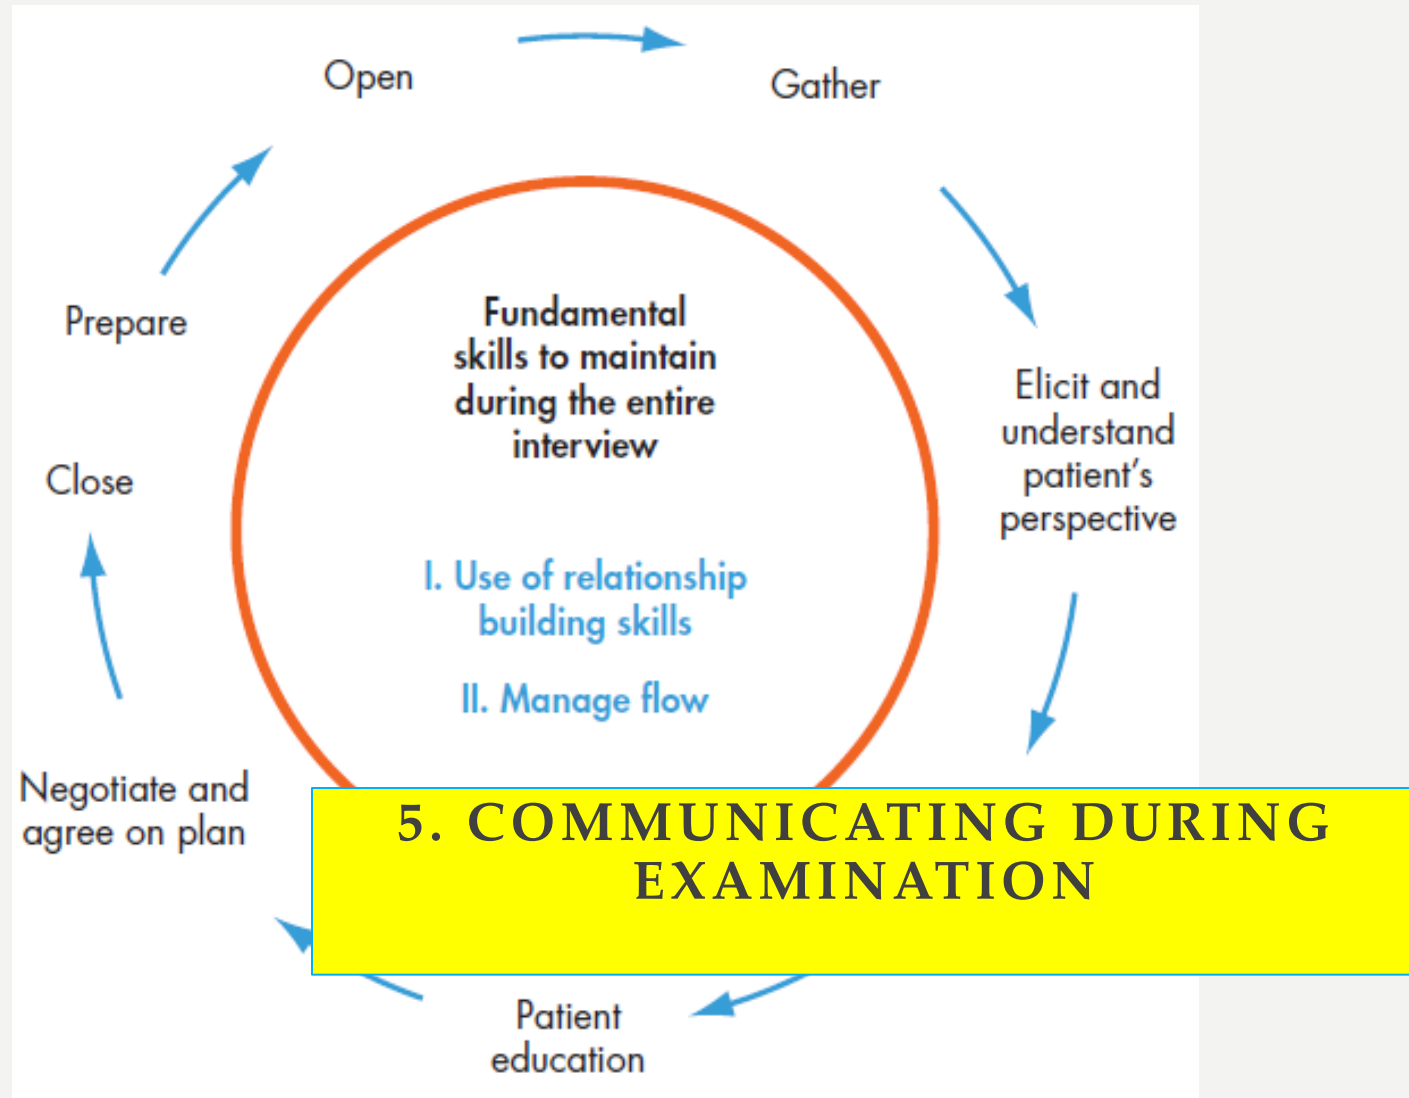 Open
Gather
Prepare
Fundamental
skills to maintain
during the entire
interview
Elicit and
understand
patient's
perspective
Close
I. Use of relationship
building skills
II. Manage flow
Negotiate and
agree on plan
5. COMMUNICATING DURING
EXAMINATION
Patient
education